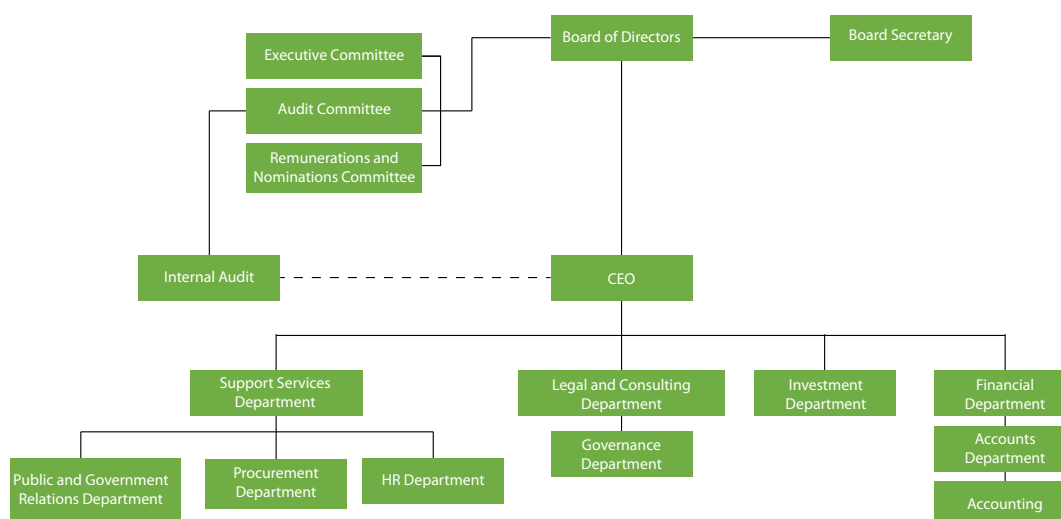 Board of Directors
Board Secretary
Executive Committee
Audit Committee
Remunerations and
Nominations Committee
Internal Audit
CEO
Support Services
Department
Legal and Consulting
Department
Investment
Department
Financial
Department
Public and Government
Relations Department
Procurement
Department
HR Department
Governance
Department
Accounts
Department
Accounting